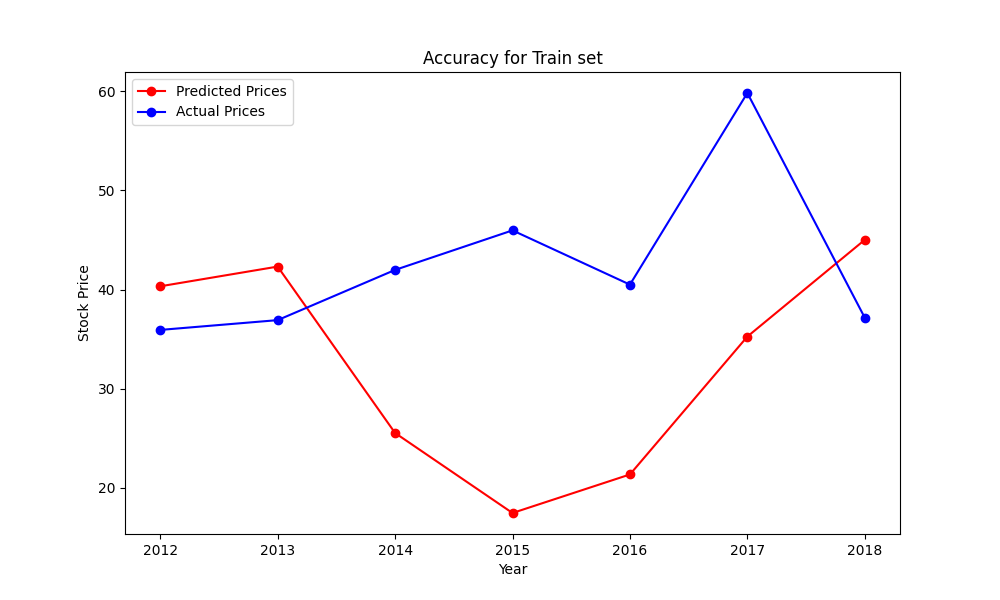 Accuracy for Train set
Predicted Prices
Actual Prices
60
50
40
30
20
Stock Price
2012 2013 2014 2015 2016 2017 2018
Year